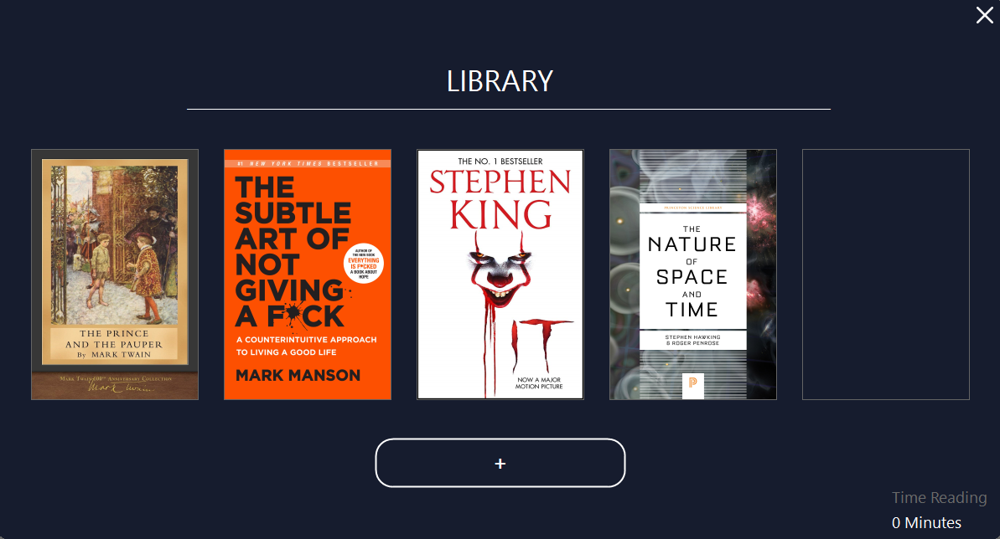 LIBRARY
THE PRINCE
AND THE PAUPER
By MARK TWAIN
MARK TWAIN 100TH ANNIVERSARY COLLECTION
Mark Twain
#1 NEW YORK TIMES BESTSELLER
THE
SUBTLE
ART OF
NOT
GIVING
A F*CK
AUTHOR OF
THE NEW BOOK
EVERYTHING
IS F*CKED
A BOOK ABOUT
HOPE
A COUNTERINTUITIVE APPROACH
TO LIVING A GOOD LIFE
MARK MANSON
THE NO. 1 BESTSELLER
STEPHEN
KING
IT
NOW A MAJOR
MOTION PICTURE
PRINCETON SCIENCE LIBRARY
THE
NATURE
OF
SPACE
AND
TIME
STEPHEN HAWKING
& ROGER PENROSE
P
+
Time Reading
0 Minutes